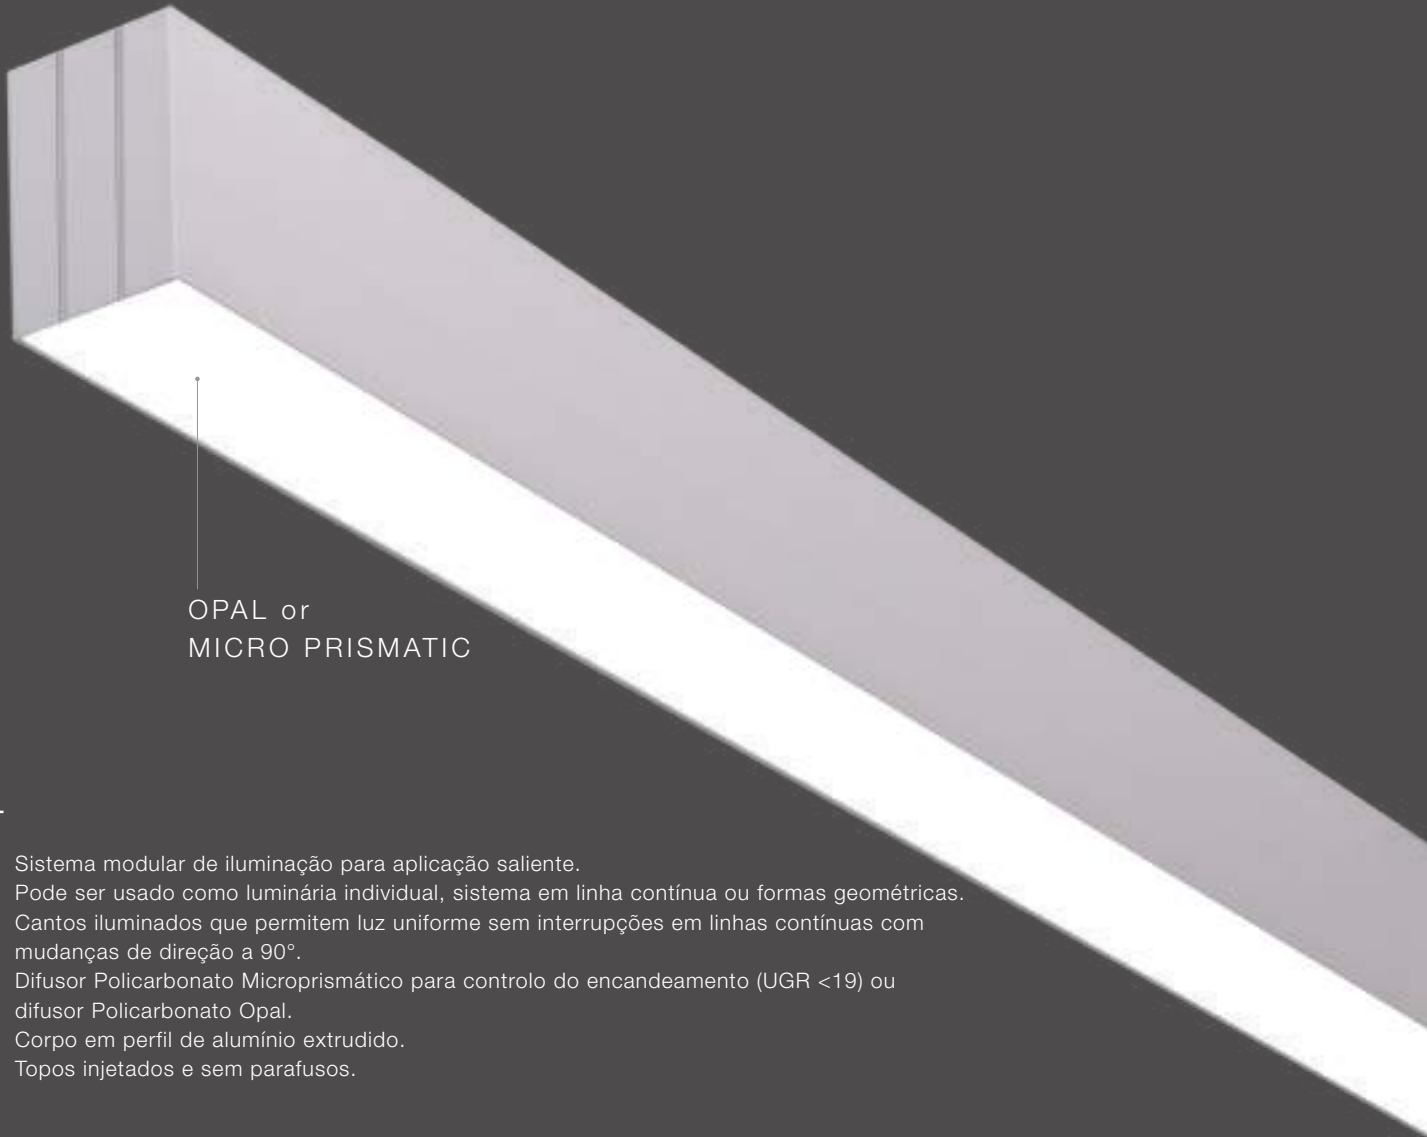 OPAL or
MICRO PRISMATIC
Sistema modular de iluminação para aplicação saliente.
Pode ser usado como luminária individual, sistema em linha contínua ou formas geométricas.
Cantos iluminados que permitem luz uniforme sem interrupções em linhas contínuas com
mudanças de direção a 90°.
Difusor Policarbonato Microprismático para controlo do encandeamento (UGR <19) ou
difusor Policarbonato Opal.
Corpo em perfil de alumínio extrudido.
Topos injetados e sem parafusos.